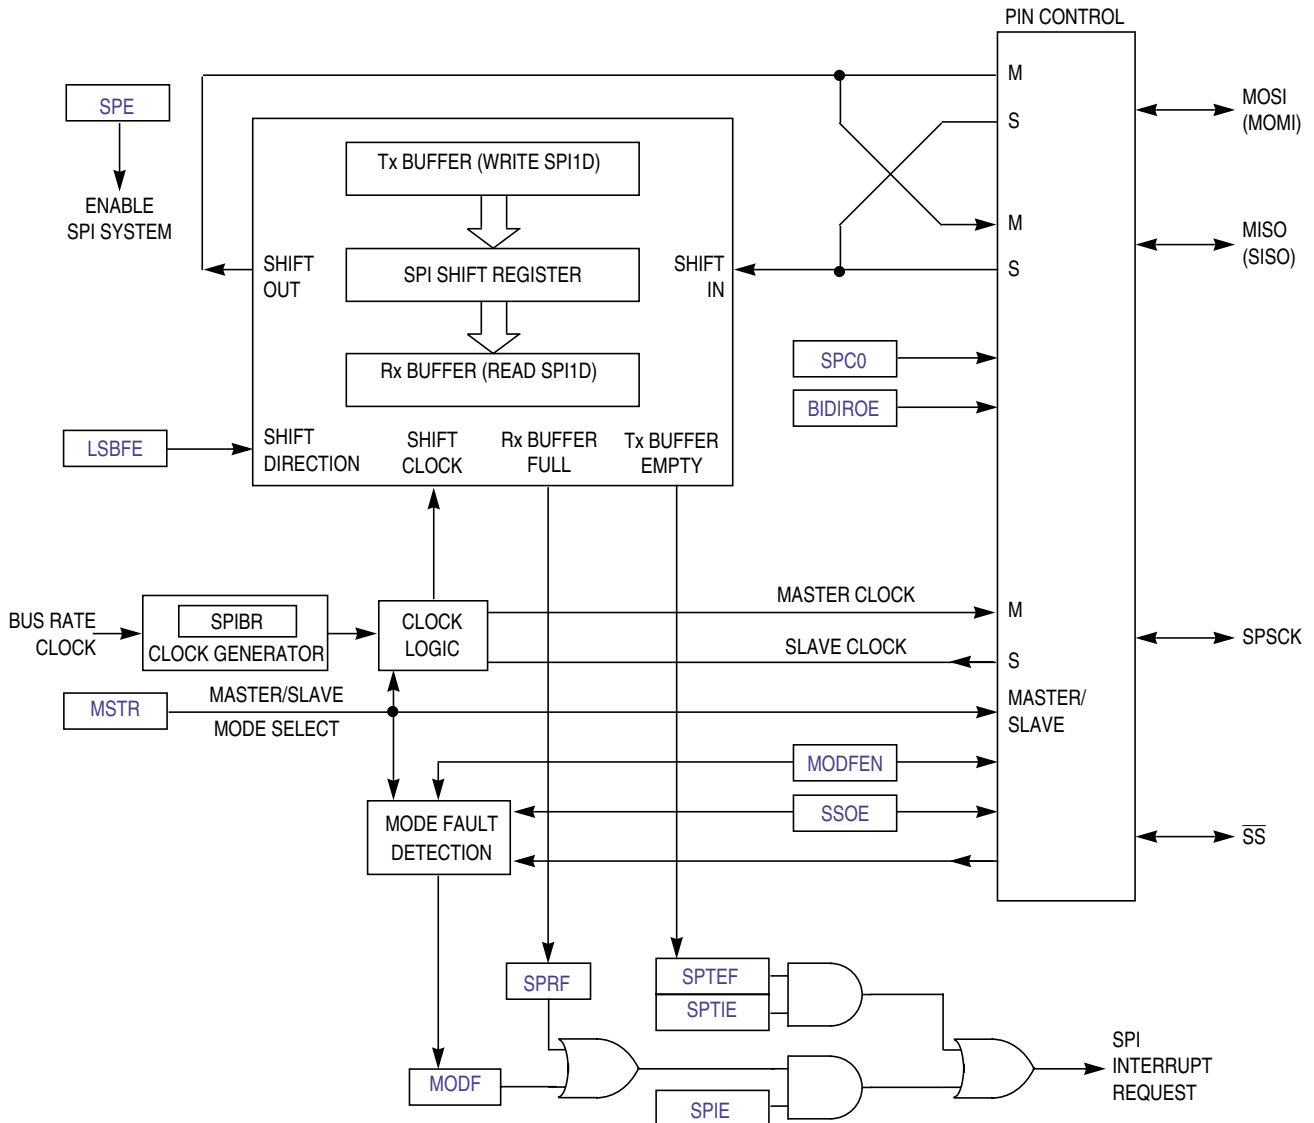 PIN CONTROL
M
SPE
MOSI
(MOMI)
S
Tx BUFFER (WRITE SPI1D)
ENABLE
SPI SYSTEM
M
MISO
(SISO)
SHIFT
OUT
SPI SHIFT REGISTER
SHIFT
IN
S
SPC0
Rx BUFFER (READ SPI1D)
BIDIROE
LSBFE
SHIFT
DIRECTION
SHIFT
CLOCK
Rx BUFFER
FULL
Tx BUFFER
EMPTY
BUS RATE
CLOCK
SPIBR
CLOCK GENERATOR
CLOCK
LOGIC
MASTER CLOCK
M
SLAVE CLOCK
S
SPSCK
MSTR
MASTER/SLAVE
MODE SELECT
MASTER/
SLAVE
MODFEN
MODE FAULT
DETECTION
SSOE
S̅S̅
SPRF
SPTEF
SPTIE
MODF
SPIE
SPI
INTERRUPT
REQUEST